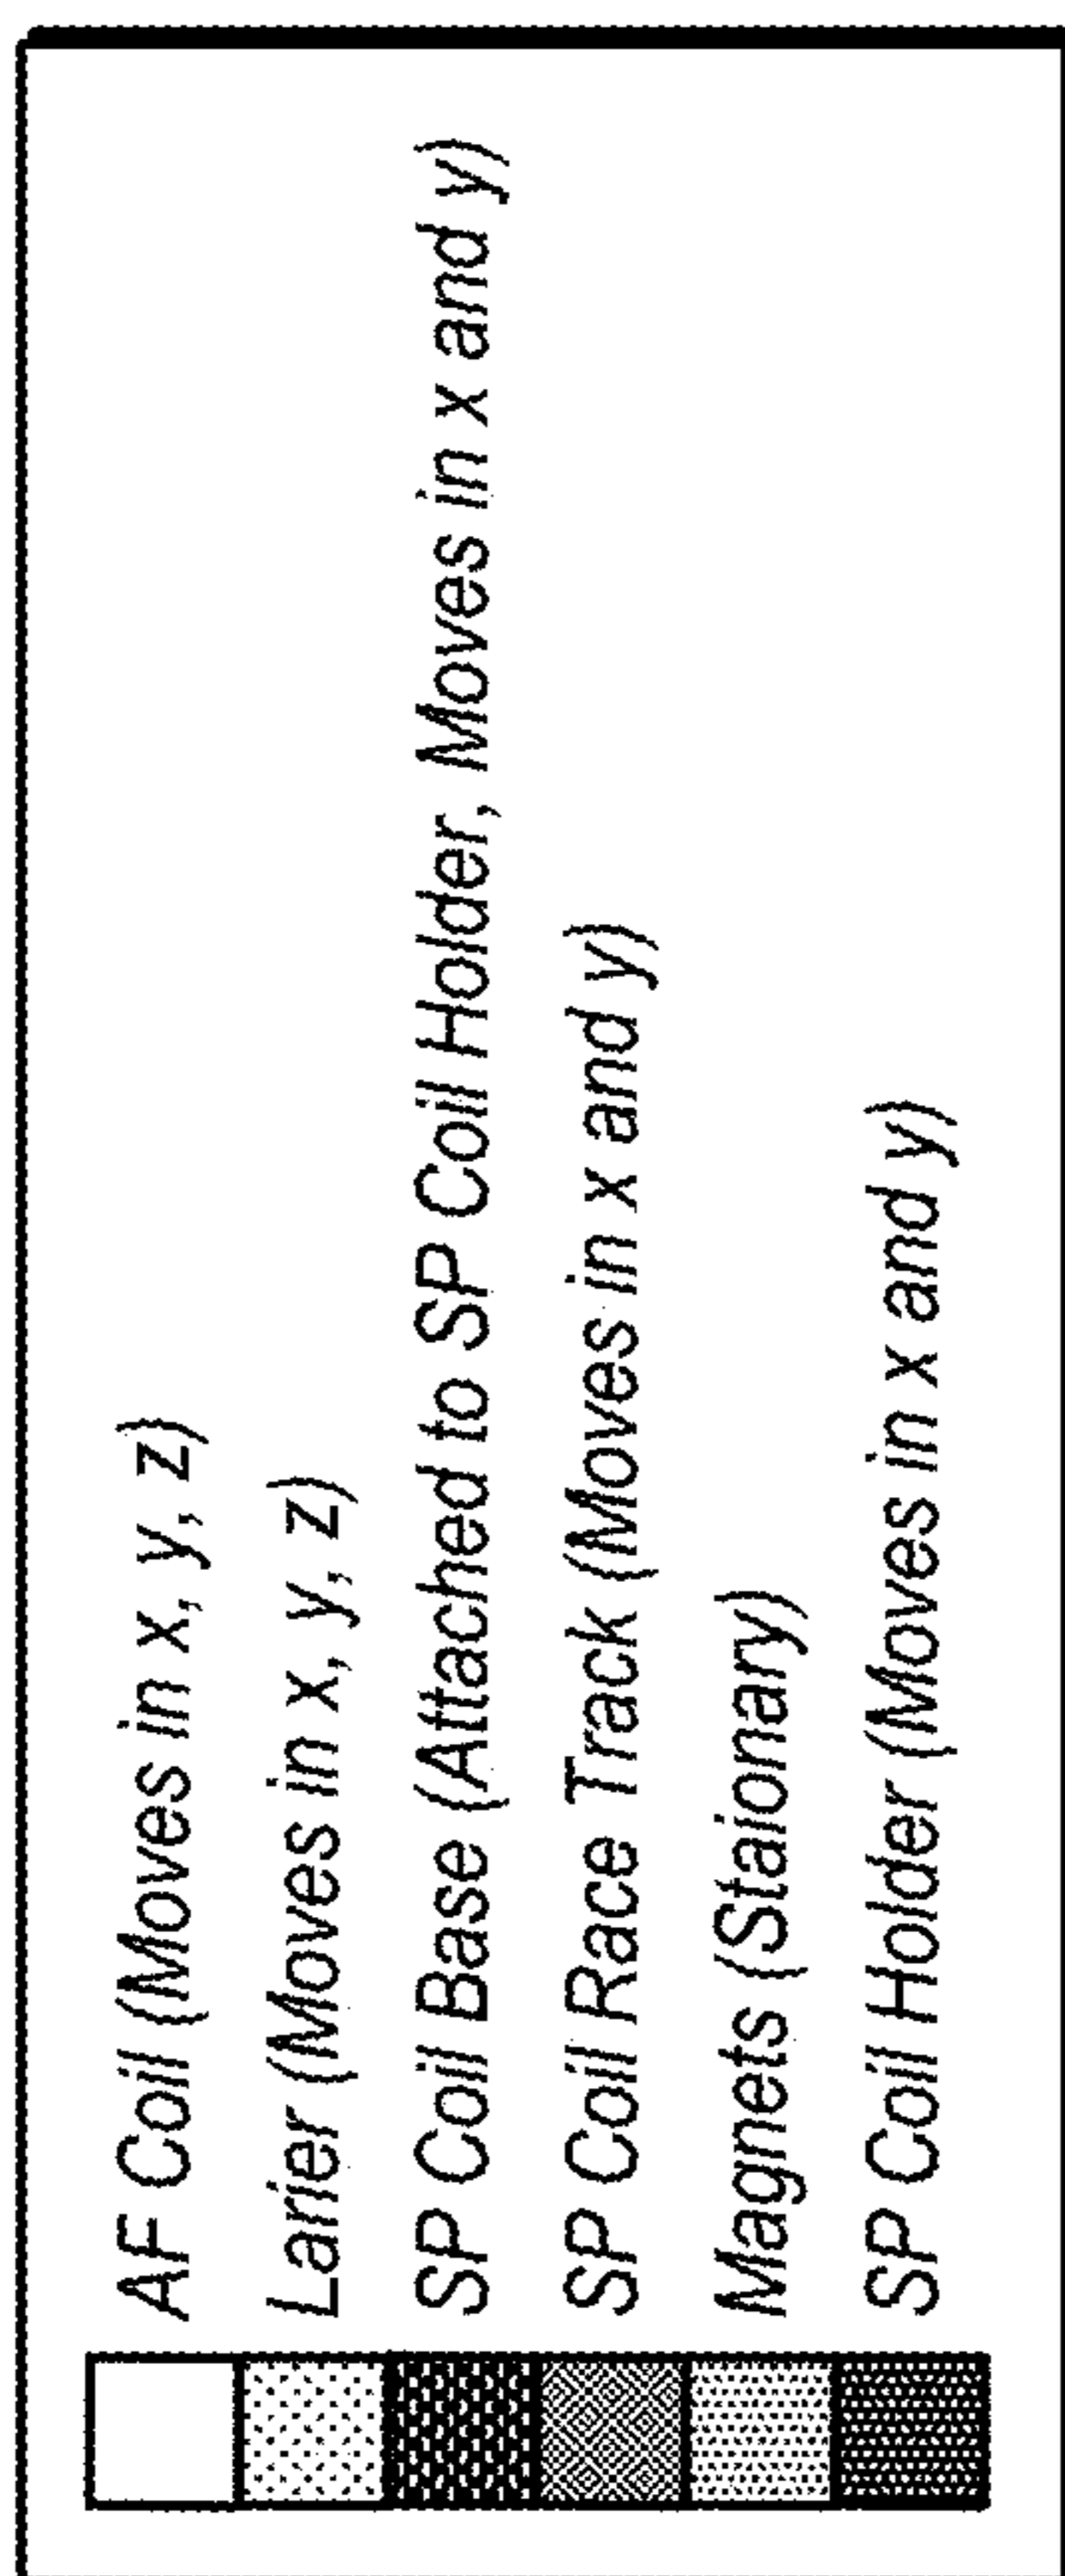 AF Coil (Moves in x, y, z)
Larier (Moves in x, y, z)
SP Coil Base (Attached to SP Coil Holder, Moves in x and y)
SP Coil Race Track (Moves in x and y)
Magnets (Staionary)
SP Coil Holder (Moves in x and y)